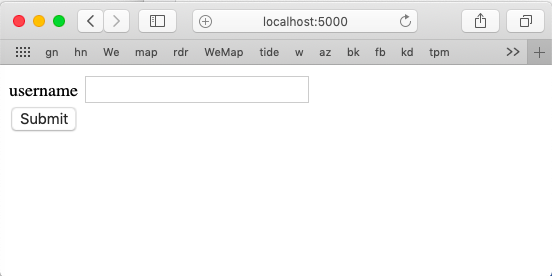 localhost:5000
gn hn We map rdr WeMap tide w az bk fb kd tpm >> +
username
Submit